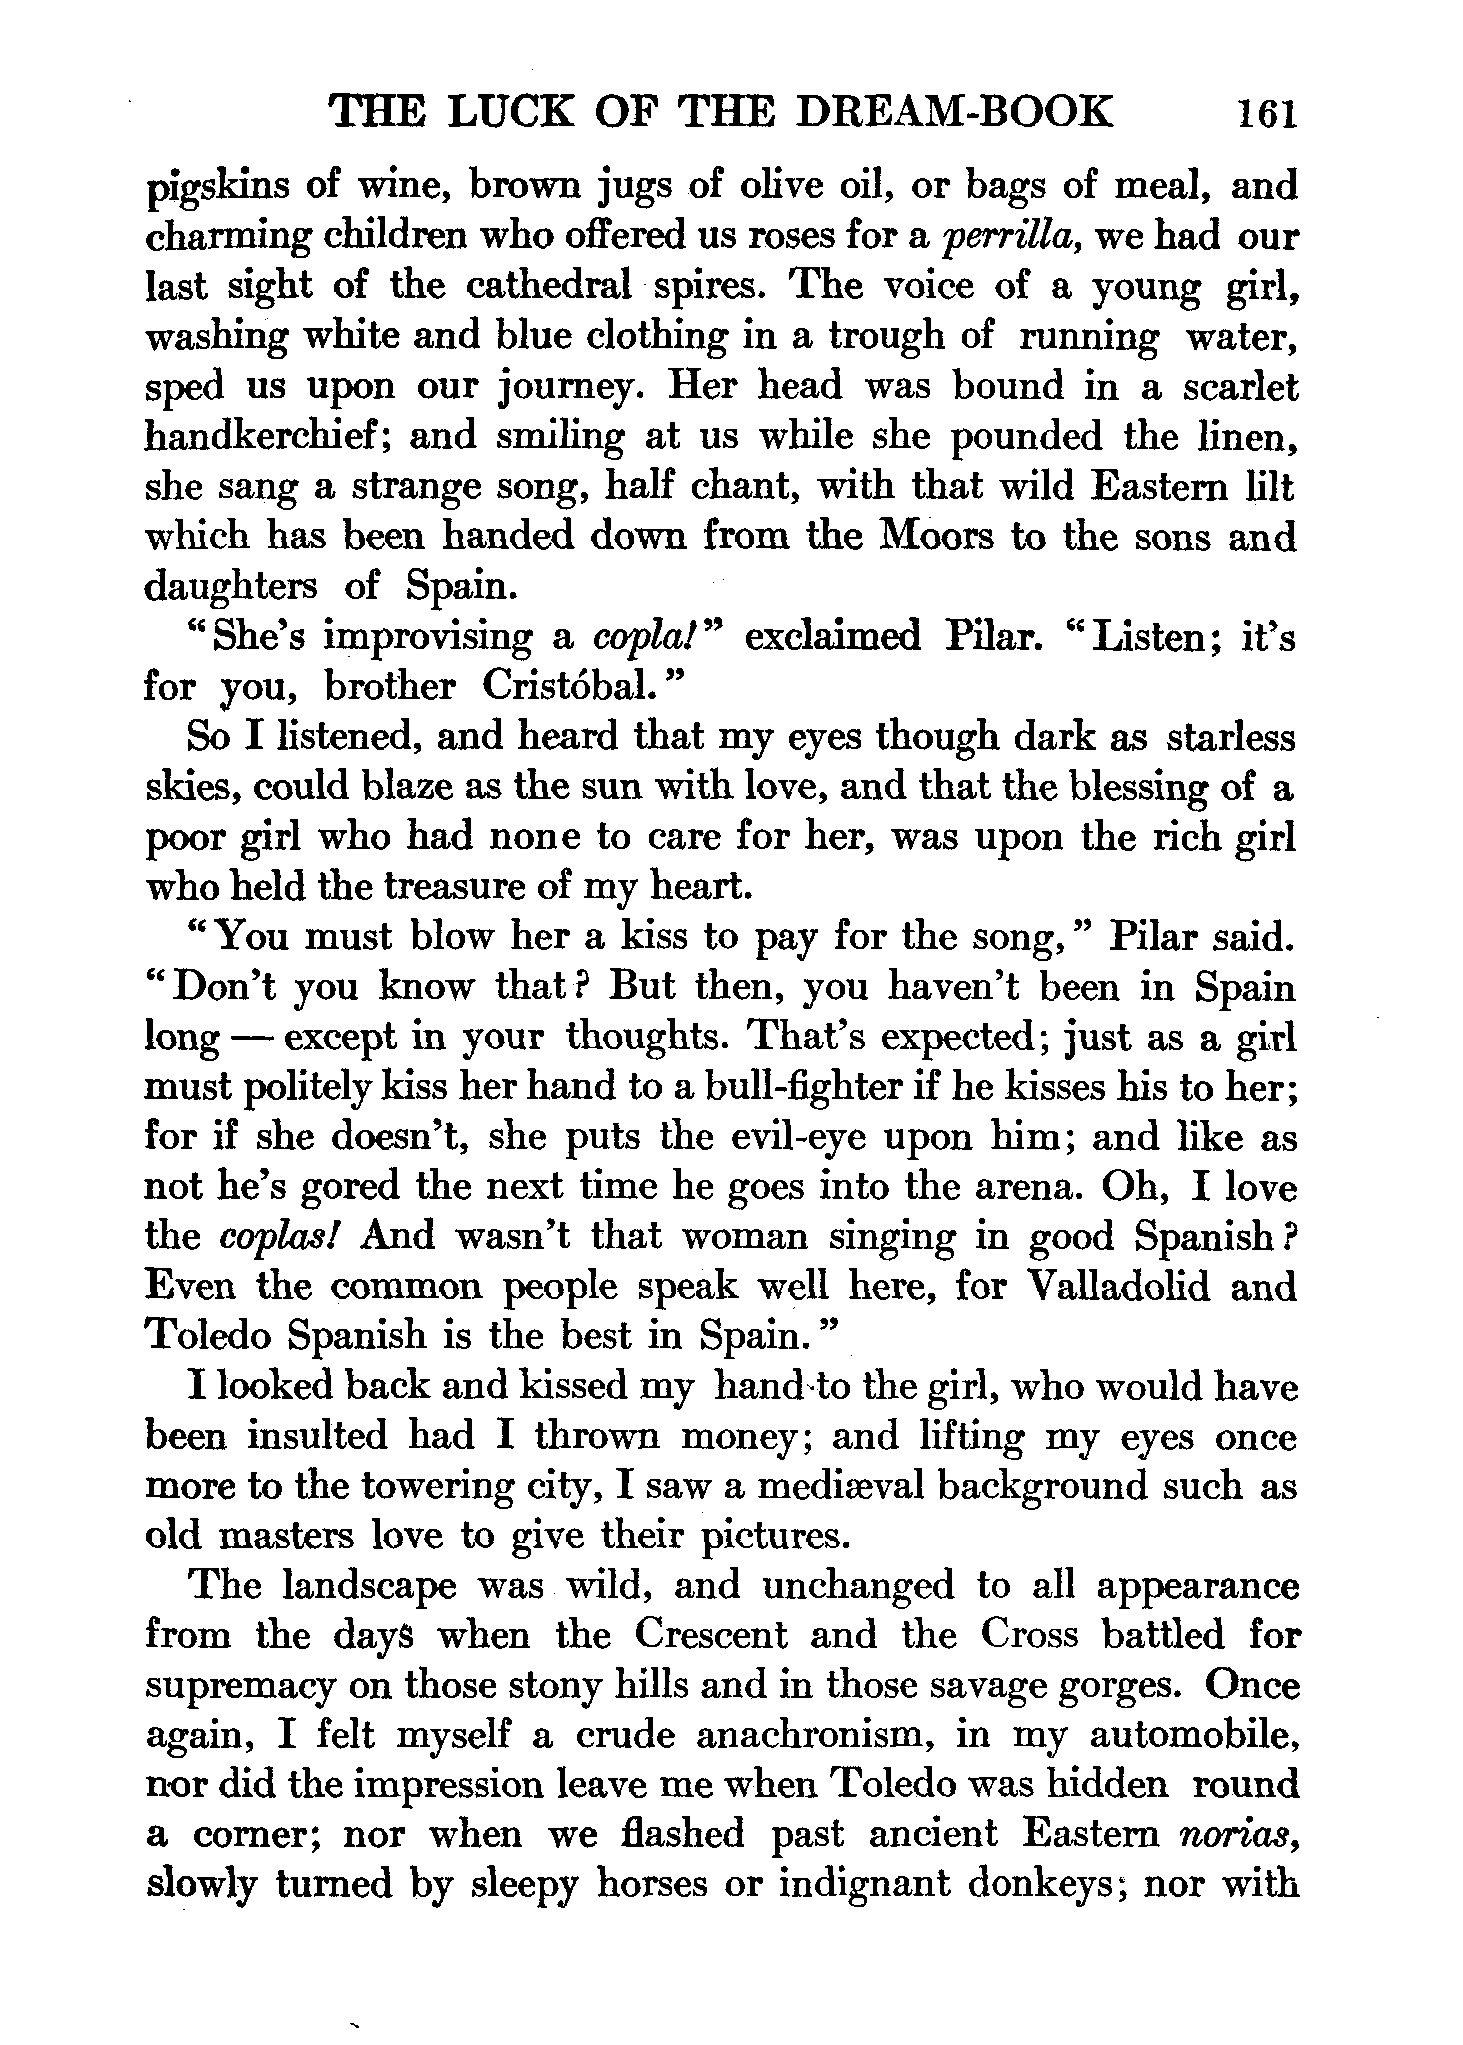 THE LUCK OF THE DREAM-BOOK 161
pigskins of wine, brown jugs of olive oil, or bags of meal, and
charming children who offered us roses for a perrilla, we had our
last sight of the cathedral spires. The voice of a young girl,
washing white and blue clothing in a trough of running water,
sped us upon our journey. Her head was bound in a scarlet
handkerchief; and smiling at us while she pounded the linen,
she sang a strange song, half chant, with that wild Eastern lilt
which has been handed down from the Moors to the sons and
daughters of Spain.
“She’s improvising a copla!” exclaimed Pilar. “Listen; it’s
for you, brother Cristóbal.”
So I listened, and heard that my eyes though dark as starless
skies, could blaze as the sun with love, and that the blessing of a
poor girl who had none to care for her, was upon the rich girl
who held the treasure of my heart.
“You must blow her a kiss to pay for the song,” Pilar said.
“Don’t you know that? But then, you haven’t been in Spain
long — except in your thoughts. That’s expected; just as a girl
must politely kiss her hand to a bull-fighter if he kisses his to her;
for if she doesn’t, she puts the evil-eye upon him; and like as
not he’s gored the next time he goes into the arena. Oh, I love
the coplas! And wasn’t that woman singing in good Spanish?
Even the common people speak well here, for Valladolid and
Toledo Spanish is the best in Spain.”
I looked back and kissed my hand to the girl, who would have
been insulted had I thrown money; and lifting my eyes once
more to the towering city, I saw a mediæval background such as
old masters love to give their pictures.
The landscape was wild, and unchanged to all appearance
from the days when the Crescent and the Cross battled for
supremacy on those stony hills and in those savage gorges. Once
again, I felt myself a crude anachronism, in my automobile,
nor did the impression leave me when Toledo was hidden round
a corner; nor when we flashed past ancient Eastern norias,
slowly turned by sleepy horses or indignant donkeys; nor with